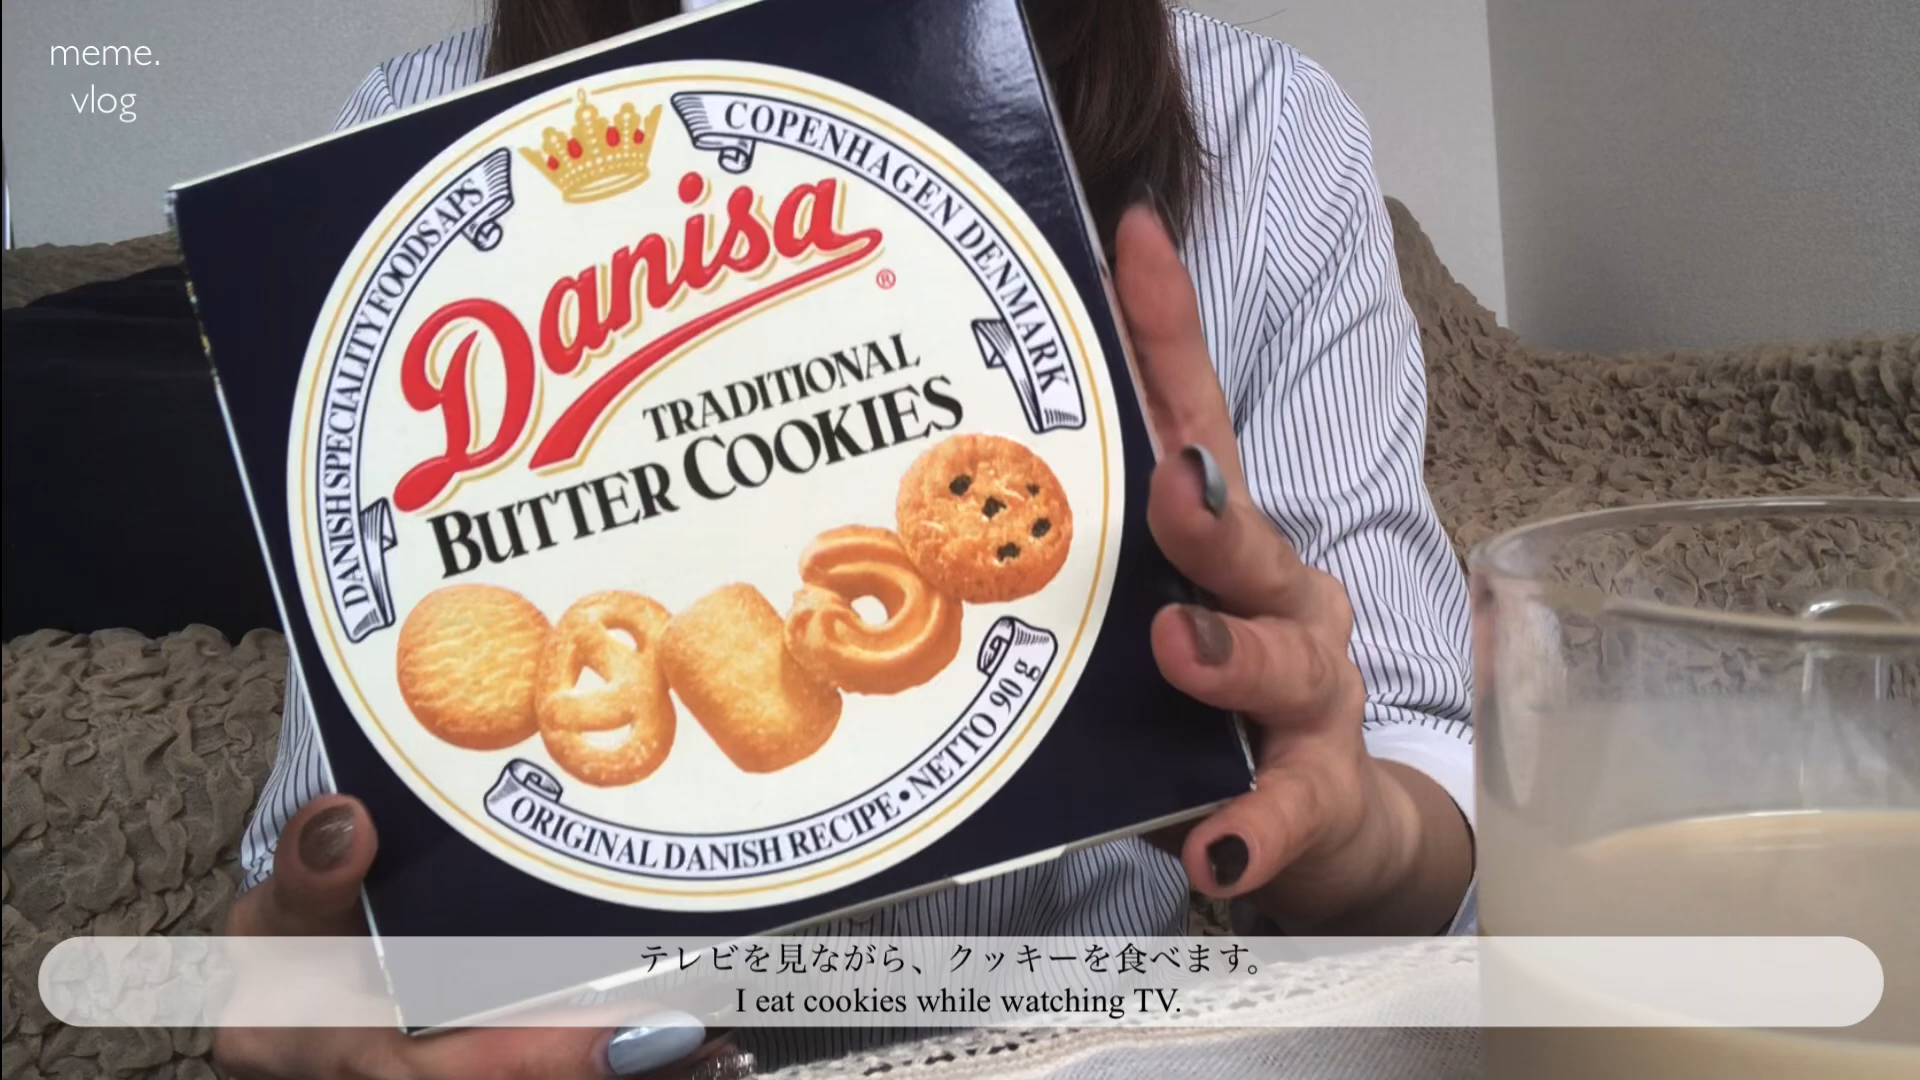 meme.
vlog
COPENHAGEN DENMARK
DANISH SPECIALITY FOODS APS
Danisa®
TRADITIONAL
BUTTER COOKIES
ORIGINAL DANISH RECIPE • NETTO 90 g
テレビを見ながら、クッキーを食べます。
I eat cookies while watching TV.